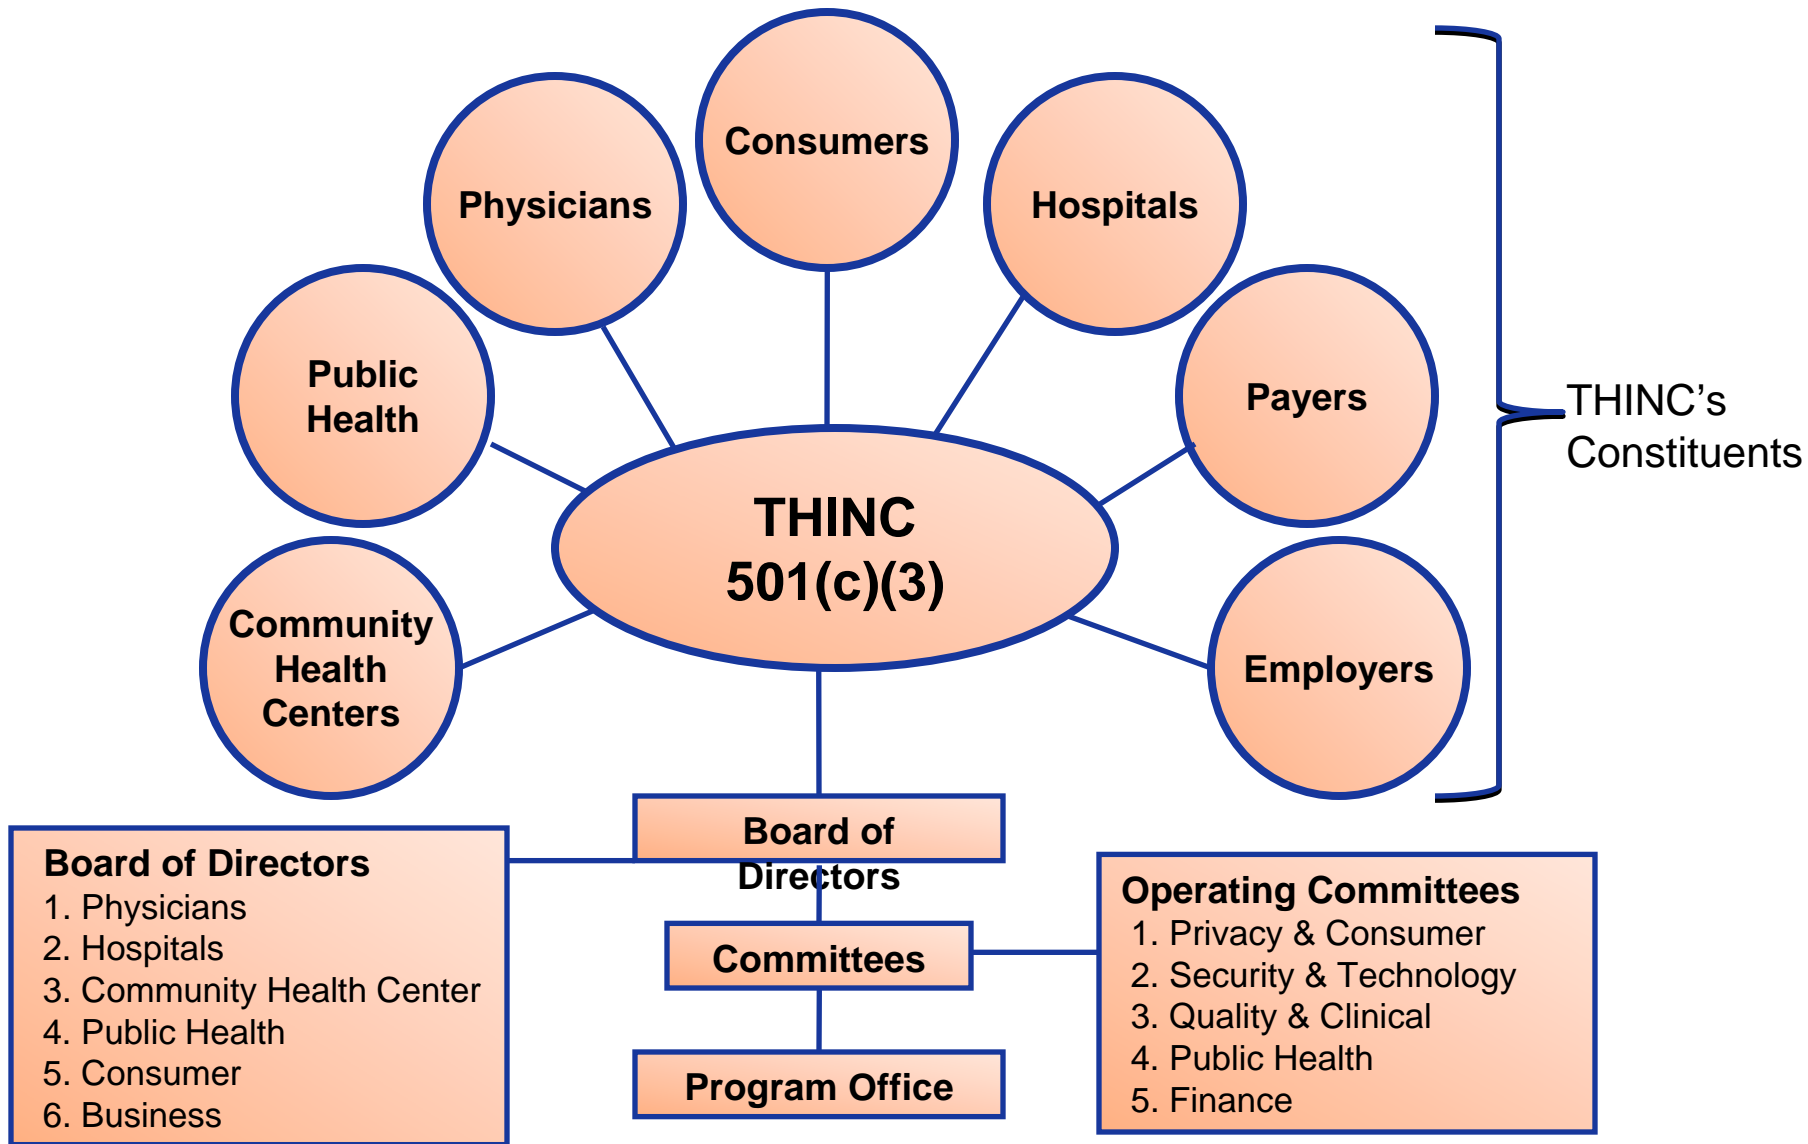 Consumers
Physicians
Hospitals
Public
Health
Payers
THINC's
Constituents
THINC
501(c)(3)
Community
Health
Centers
Employers
Board of
Directors
Board of Directors
1. Physicians
2. Hospitals
3. Community Health Center
4. Public Health
5. Consumer
6. Business
Committees
Program Office
Operating Committees
1. Privacy & Consumer
2. Security & Technology
3. Quality & Clinical
4. Public Health
5. Finance